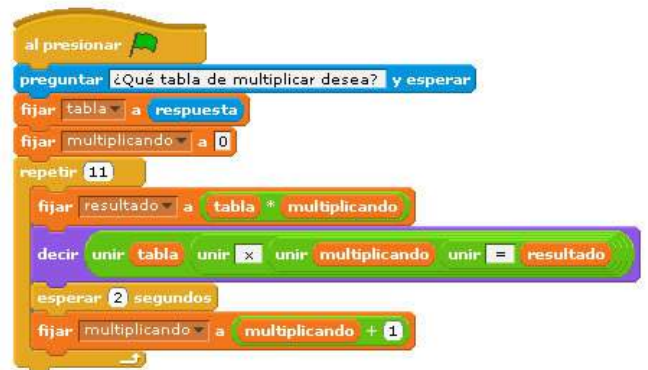 al presionar
preguntar ¿Qué tabla de multiplicar desea? y esperar
fijar tabla a respuesta
fijar multiplicando a 0
repetir 11
fijar resultado a tabla * multiplicando
decir unir tabla unir x unir multiplicando unir = resultado
esperar 2 segundos
fijar multiplicando a multiplicando + 1